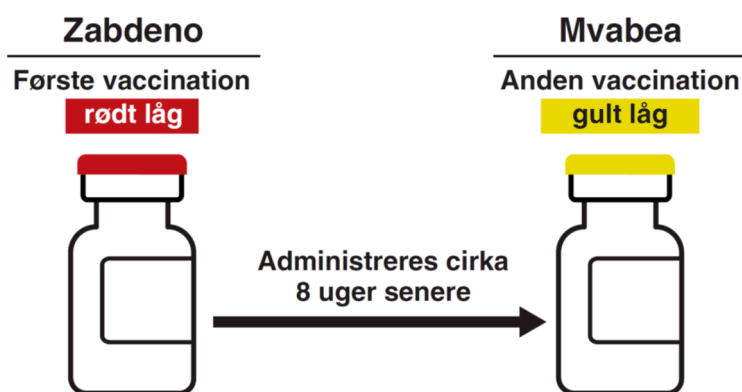 Zabdeno
Første vaccination
rødt låg
Mvabea
Anden vaccination
gult låg
Administreres cirka
8 uger senere